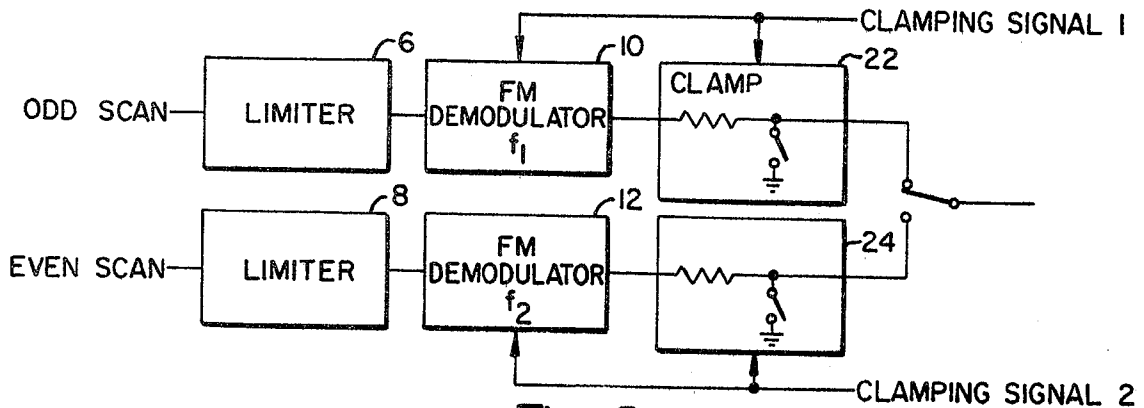 CLAMPING SIGNAL 1
6
10
22
ODD SCAN
LIMITER
FM
DEMODULATOR
f1
CLAMP
8
12
24
EVEN SCAN
LIMITER
FM
DEMODULATOR
f2
CLAMPING SIGNAL 2